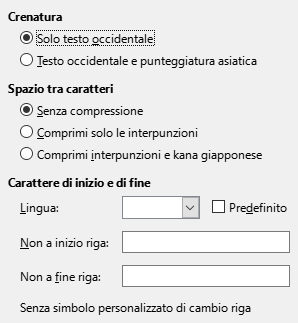 Crenatura
Solo testo occidentale
Testo occidentale e punteggiatura asiatica
Spazio tra caratteri
Senza compressione
Comprimi solo le interpunzioni
Comprimi interpunzioni e kana giapponese
Carattere di inizio e di fine
Lingua: Predefinito
Non a inizio riga:
Non a fine riga:
Senza simbolo personalizzato di cambio riga